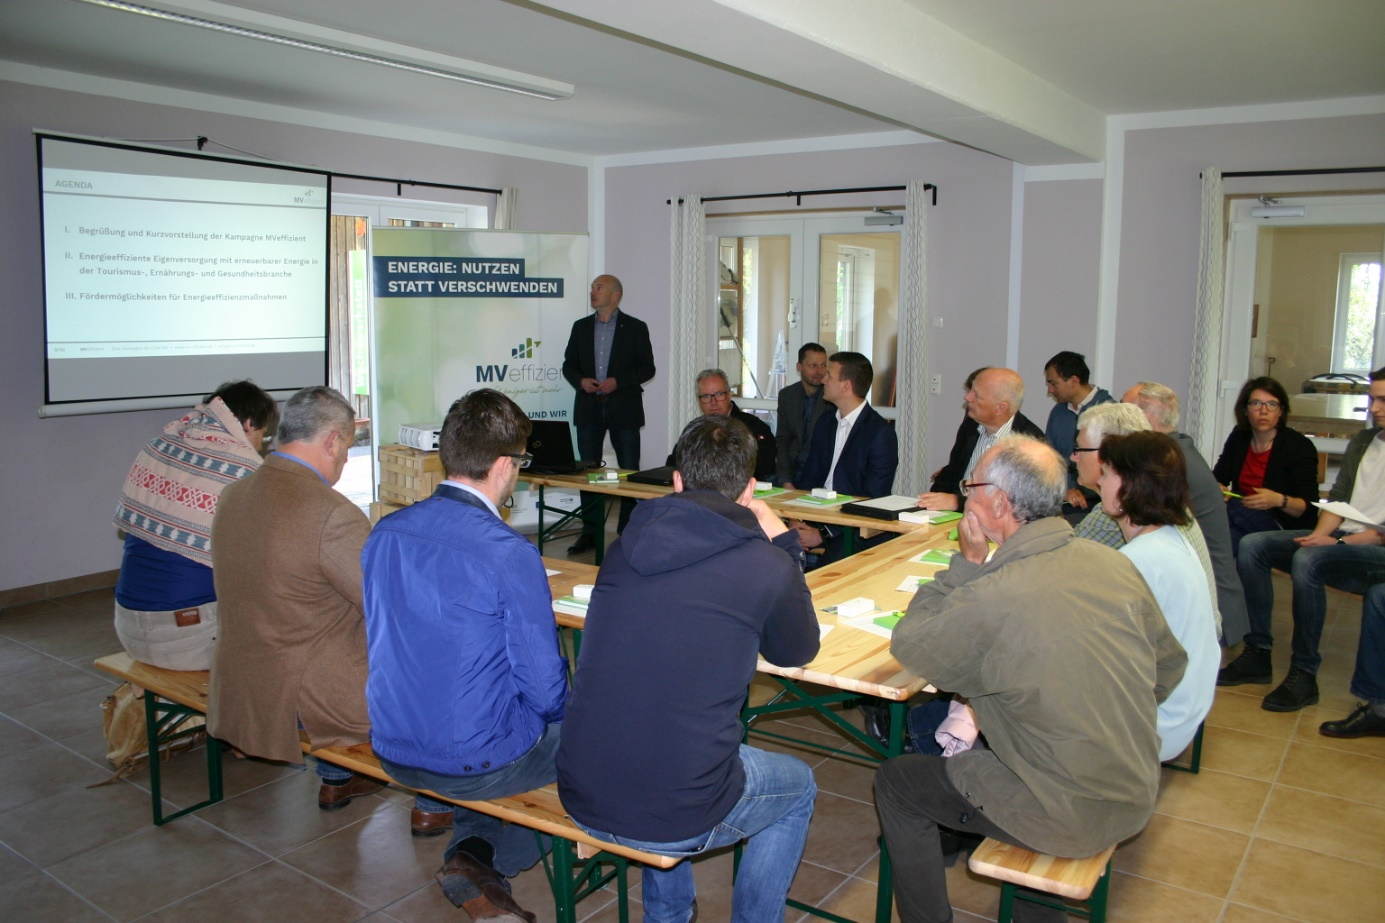 AGENDA
MVeffizient
I. Begrüßung und Kurzvorstellung der Kampagne MVeffizient
II. Energieeffiziente Eigenversorgung mit erneuerbarer Energie in
der Tourismus-, Ernährungs- und Gesundheitsbranche
III. Fördermöglichkeiten für Energieeffizienzmaßnahmen
ENERGIE: NUTZEN
STATT VERSCHWENDEN
MVeffizien
UND WIR